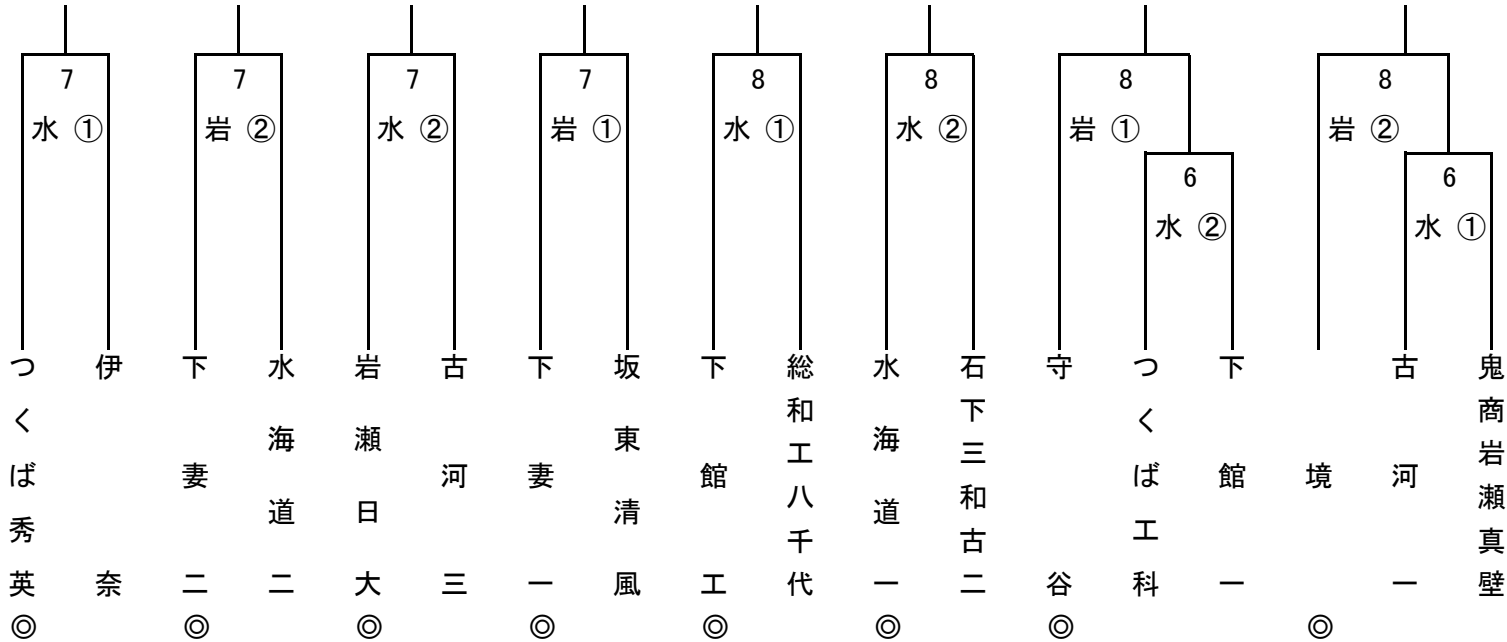 7 7 7 7 8 8 8 8
水 ① 岩 ② 水 ② 岩 ① 水 ① 水 ② 岩 ① 岩 ②
6 6
水 ② 水 ①
つくば秀英
伊奈
下妻二
水海道二
岩瀬日大
古河三
下妻一
坂東清風
下館工
総和工八千代
水海道一
石下三和古二
守谷
つくば工科
下館一
境
古河一
鬼商岩瀬真壁
◎ ◎ ◎ ◎ ◎ ◎ ◎ ◎